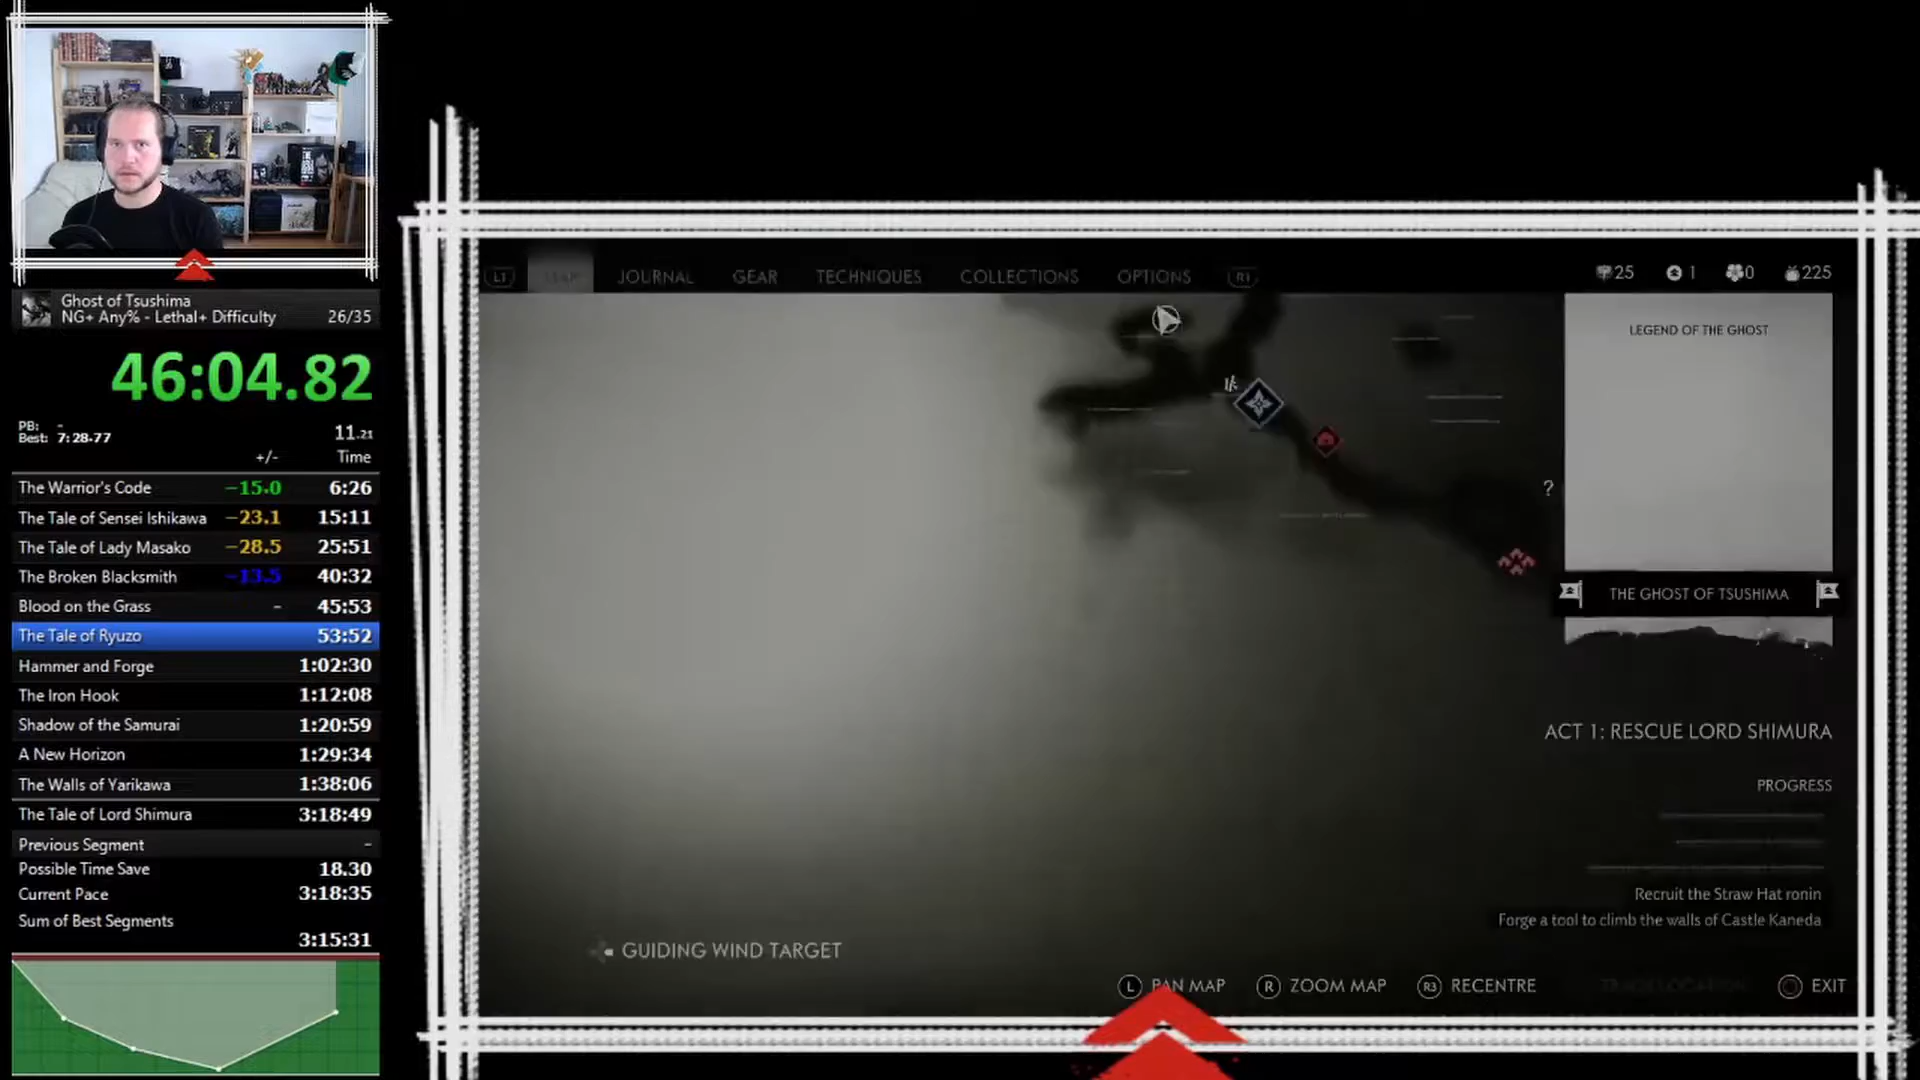 Ghost of Tsushima
NG+ Any% - Lethal+ Difficulty 26/35
46:04.82
PB: -
Best: 7:28.77
11.21
+/- Time
The Warrior's Code −15.0 6:26
The Tale of Sensei Ishikawa −23.1 15:11
The Tale of Lady Masako −28.5 25:51
The Broken Blacksmith −13.5 40:32
Blood on the Grass - 45:53
The Tale of Ryuzo 53:52
Hammer and Forge 1:02:30
The Iron Hook 1:12:08
Shadow of the Samurai 1:20:59
A New Horizon 1:29:34
The Walls of Yarikawa 1:38:06
The Tale of Lord Shimura 3:18:49
Previous Segment -
Possible Time Save 18.30
Current Pace 3:18:35
Sum of Best Segments
3:15:31
L1 MAP JOURNAL GEAR TECHNIQUES COLLECTIONS OPTIONS R1
25 1 0 225
LEGEND OF THE GHOST
?
THE GHOST OF TSUSHIMA
ACT 1: RESCUE LORD SHIMURA
PROGRESS
Recruit the Straw Hat ronin
Forge a tool to climb the walls of Castle Kaneda
GUIDING WIND TARGET
L PAN MAP R ZOOM MAP R3 RECENTRE TRACK LOCATION EXIT